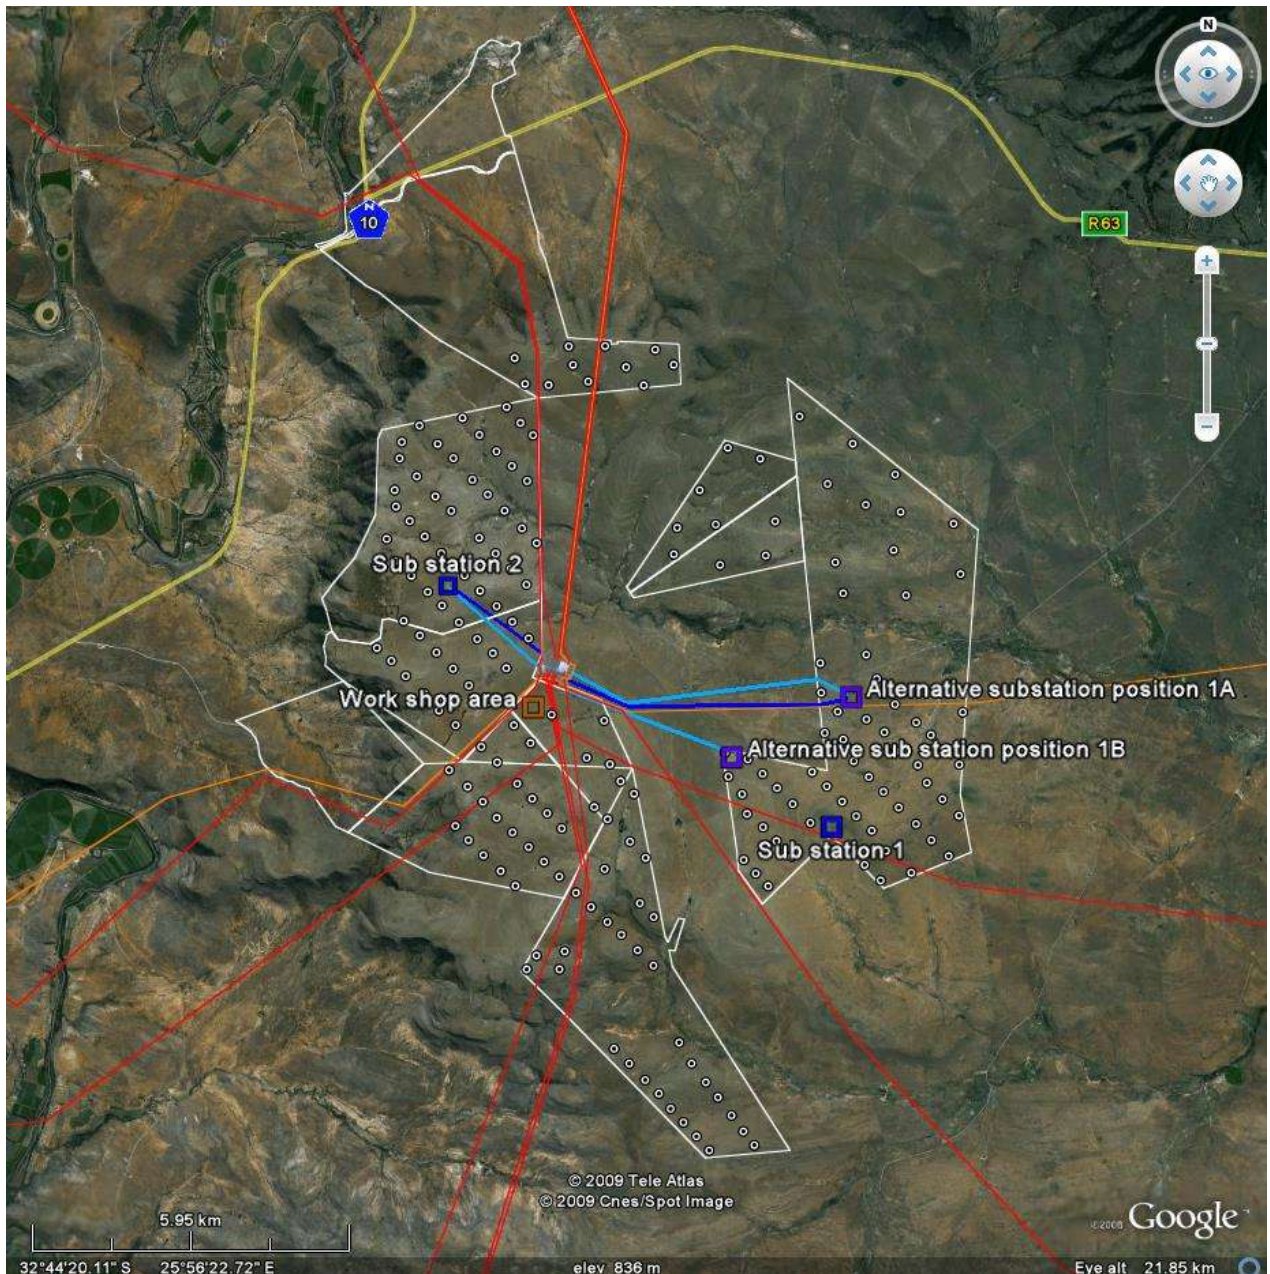 N
N
10
R63
Sub station 2
Work shop area
Alternative substation position 1A
Alternative sub station position 1B
Sub station 1
© 2009 Tele Atlas
© 2009 Cnes/Spot Image
5.95 km
©2008 Google
32°44'20.11" S 25°56'22.72" E elev 836 m Eye alt 21.85 km